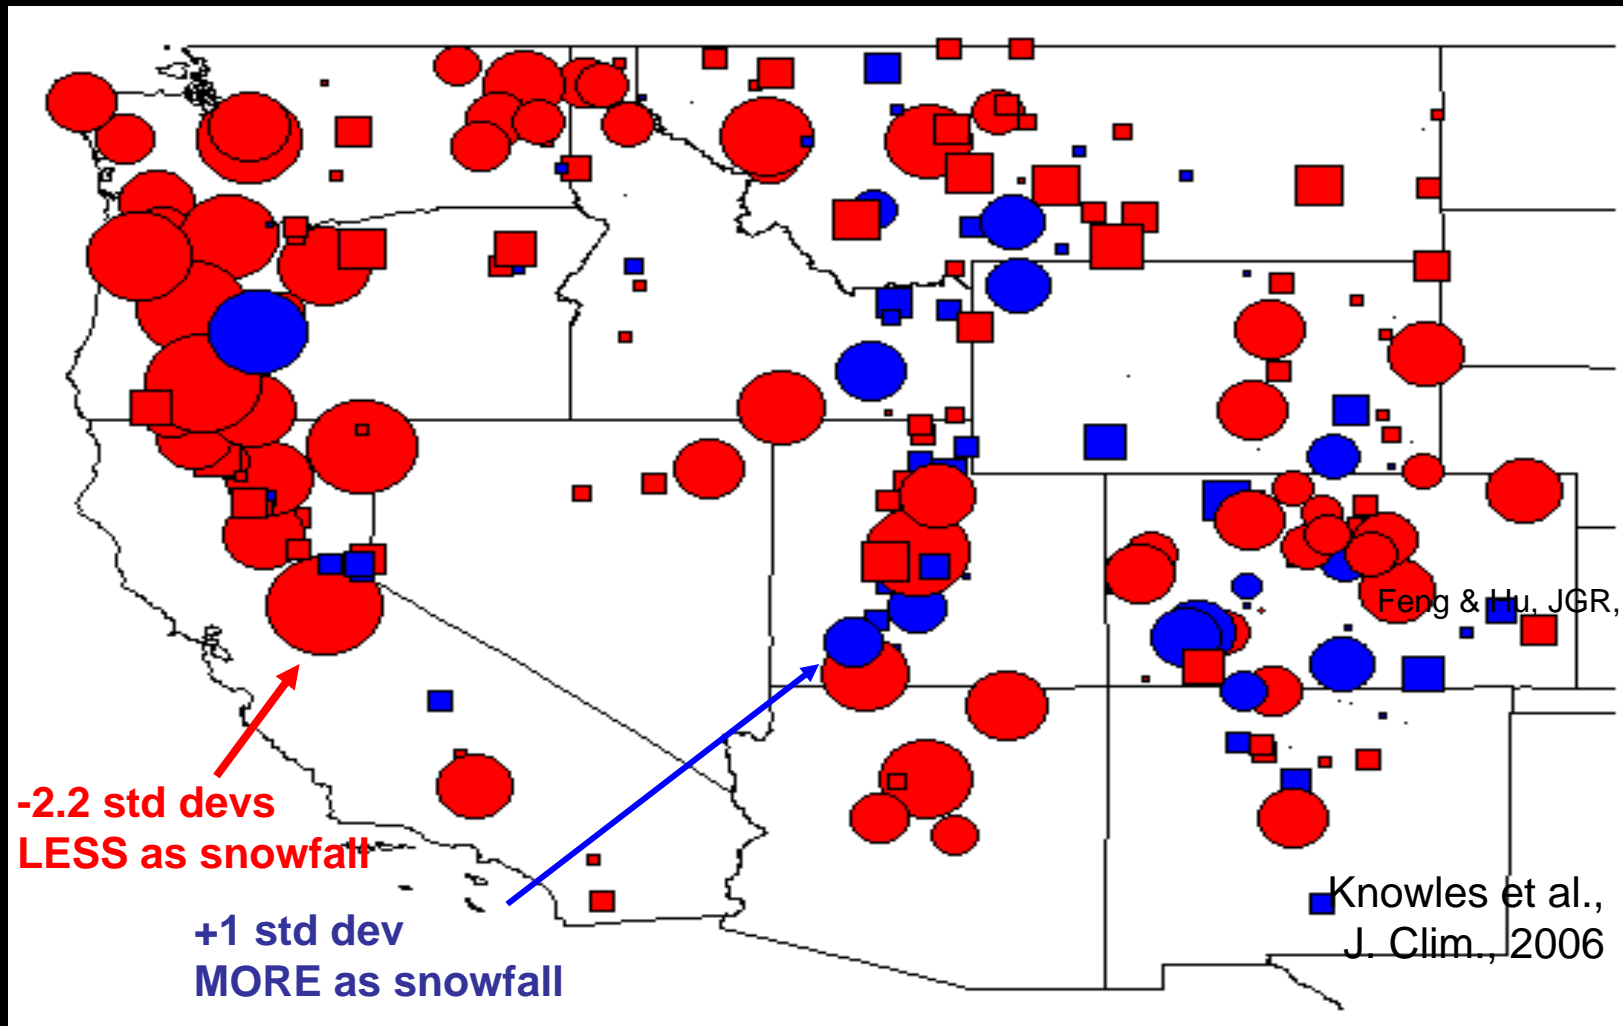 Feng & Hu, JGR,
-2.2 std devs
LESS as snowfall
+1 std dev
MORE as snowfall
Knowles et al.,
J. Clim., 2006